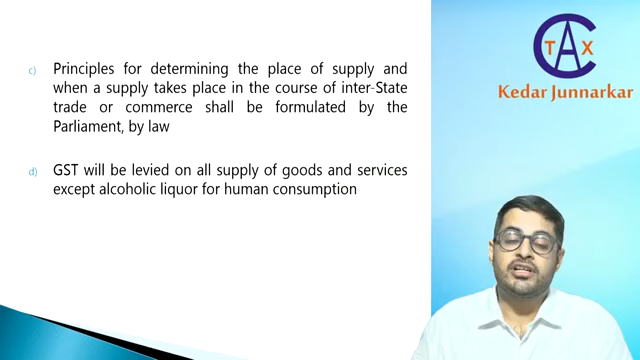 c) Principles for determining the place of supply and
when a supply takes place in the course of inter-State
trade or commerce shall be formulated by the
Parliament, by law
d) GST will be levied on all supply of goods and services
except alcoholic liquor for human consumption
CA
TAX
Kedar Junnarkar